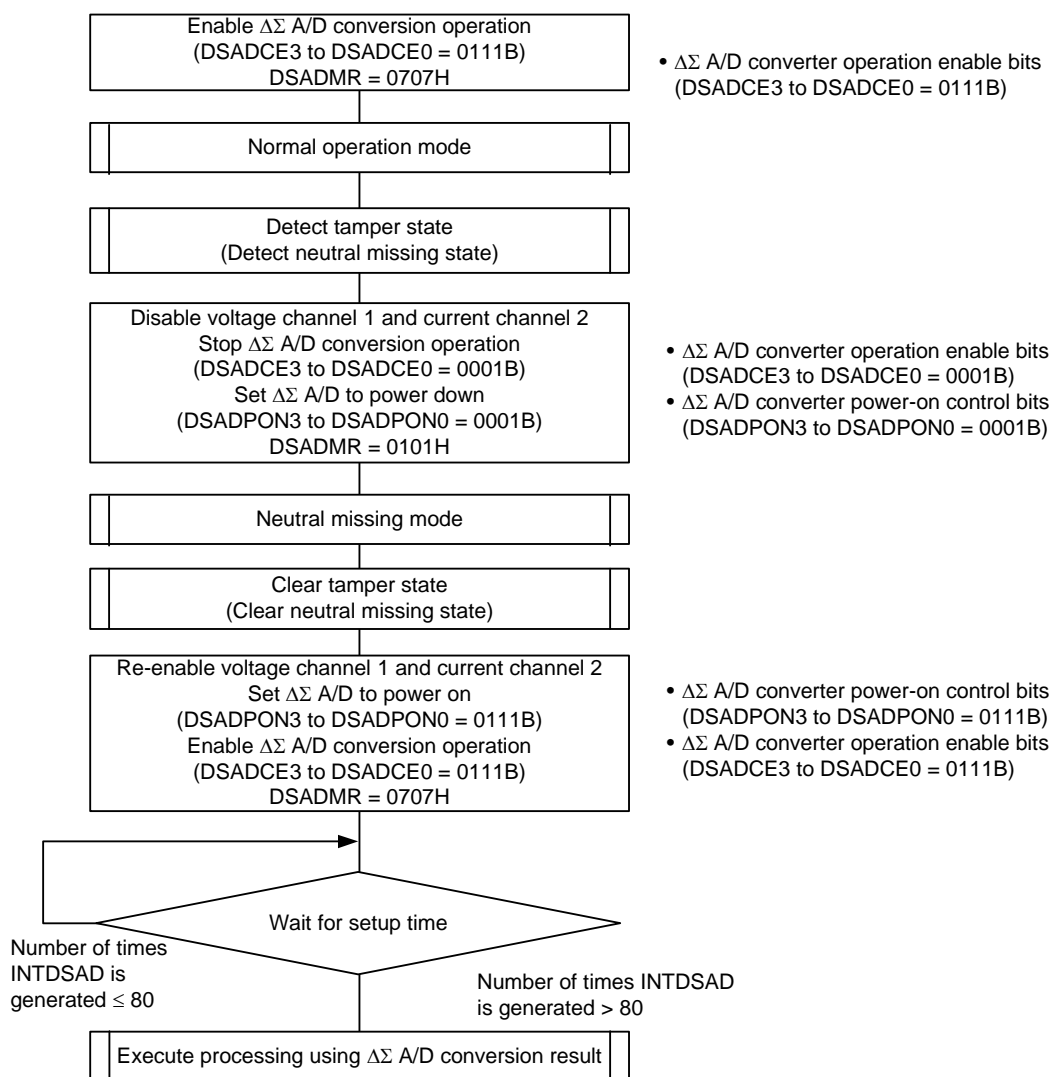 Enable ΔΣ A/D conversion operation
(DSADCE3 to DSADCE0 = 0111B)
DSADMR = 0707H
• ΔΣ A/D converter operation enable bits
(DSADCE3 to DSADCE0 = 0111B)
Normal operation mode
Detect tamper state
(Detect neutral missing state)
Disable voltage channel 1 and current channel 2
Stop ΔΣ A/D conversion operation
(DSADCE3 to DSADCE0 = 0001B)
Set ΔΣ A/D to power down
(DSADPON3 to DSADPON0 = 0001B)
DSADMR = 0101H
• ΔΣ A/D converter operation enable bits
(DSADCE3 to DSADCE0 = 0001B)
• ΔΣ A/D converter power-on control bits
(DSADPON3 to DSADPON0 = 0001B)
Neutral missing mode
Clear tamper state
(Clear neutral missing state)
Re-enable voltage channel 1 and current channel 2
Set ΔΣ A/D to power on
(DSADPON3 to DSADPON0 = 0111B)
Enable ΔΣ A/D conversion operation
(DSADCE3 to DSADCE0 = 0111B)
DSADMR = 0707H
• ΔΣ A/D converter power-on control bits
(DSADPON3 to DSADPON0 = 0111B)
• ΔΣ A/D converter operation enable bits
(DSADCE3 to DSADCE0 = 0111B)
Wait for setup time
Number of times
INTDSAD is
generated ≤ 80
Number of times INTDSAD
is generated > 80
Execute processing using ΔΣ A/D conversion result